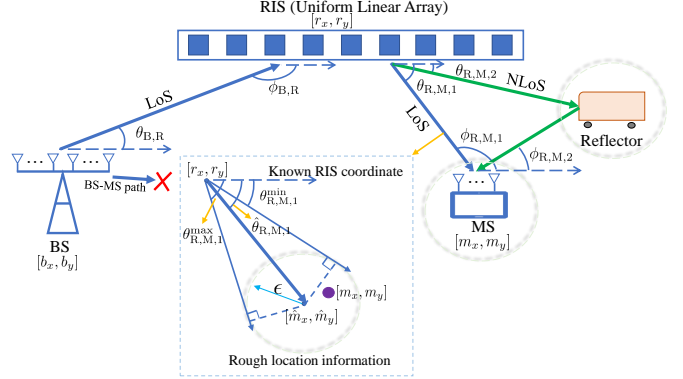 RIS (Uniform Linear Array)
[r_x, r_y]
LoS
ϕ_B,R
θ_B,R
θ_R,M,2
θ_R,M,1
NLoS
LoS
ϕ_R,M,1
ϕ_R,M,2
Reflector
...
...
BS-MS path
BS
[b_x, b_y]
...
MS
[m_x, m_y]
[r_x, r_y]
Known RIS coordinate
θ^min_R,M,1
θ^max_R,M,1
θ̂_R,M,1
ϵ
[m_x, m_y]
[m̂_x, m̂_y]
Rough location information